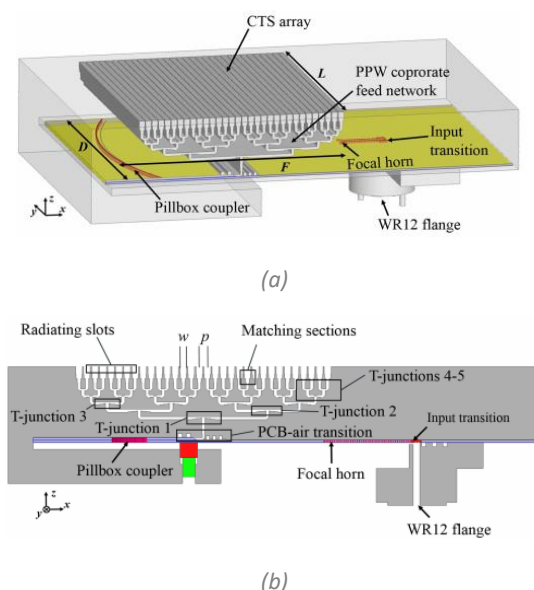 CTS array
L
PPW coprorate
feed network
Input
transition
D
F
Focal horn
Pillbox coupler
WR12 flange
z
y
x
(a)
Radiating slots
w
p
Matching sections
T-junctions 4-5
T-junction 3
T-junction 2
T-junction 1
PCB-air transition
Input transition
Pillbox coupler
Focal horn
z
y
x
WR12 flange
(b)